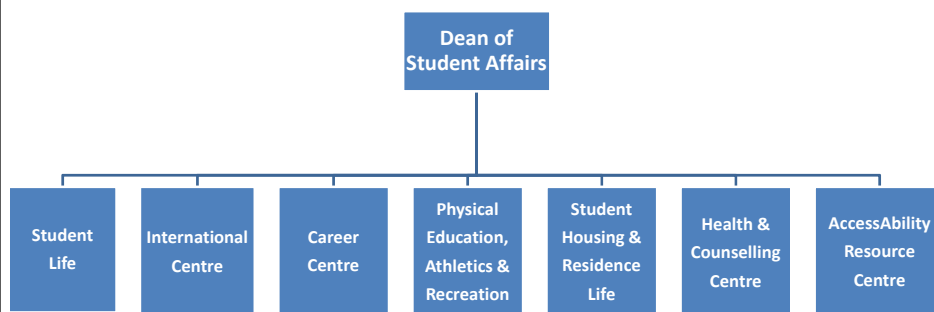 Dean of
Student Affairs
Student
Life
International
Centre
Career
Centre
Physical
Education,
Athletics &
Recreation
Student
Housing &
Residence
Life
Health &
Counselling
Centre
AccessAbility
Resource
Centre